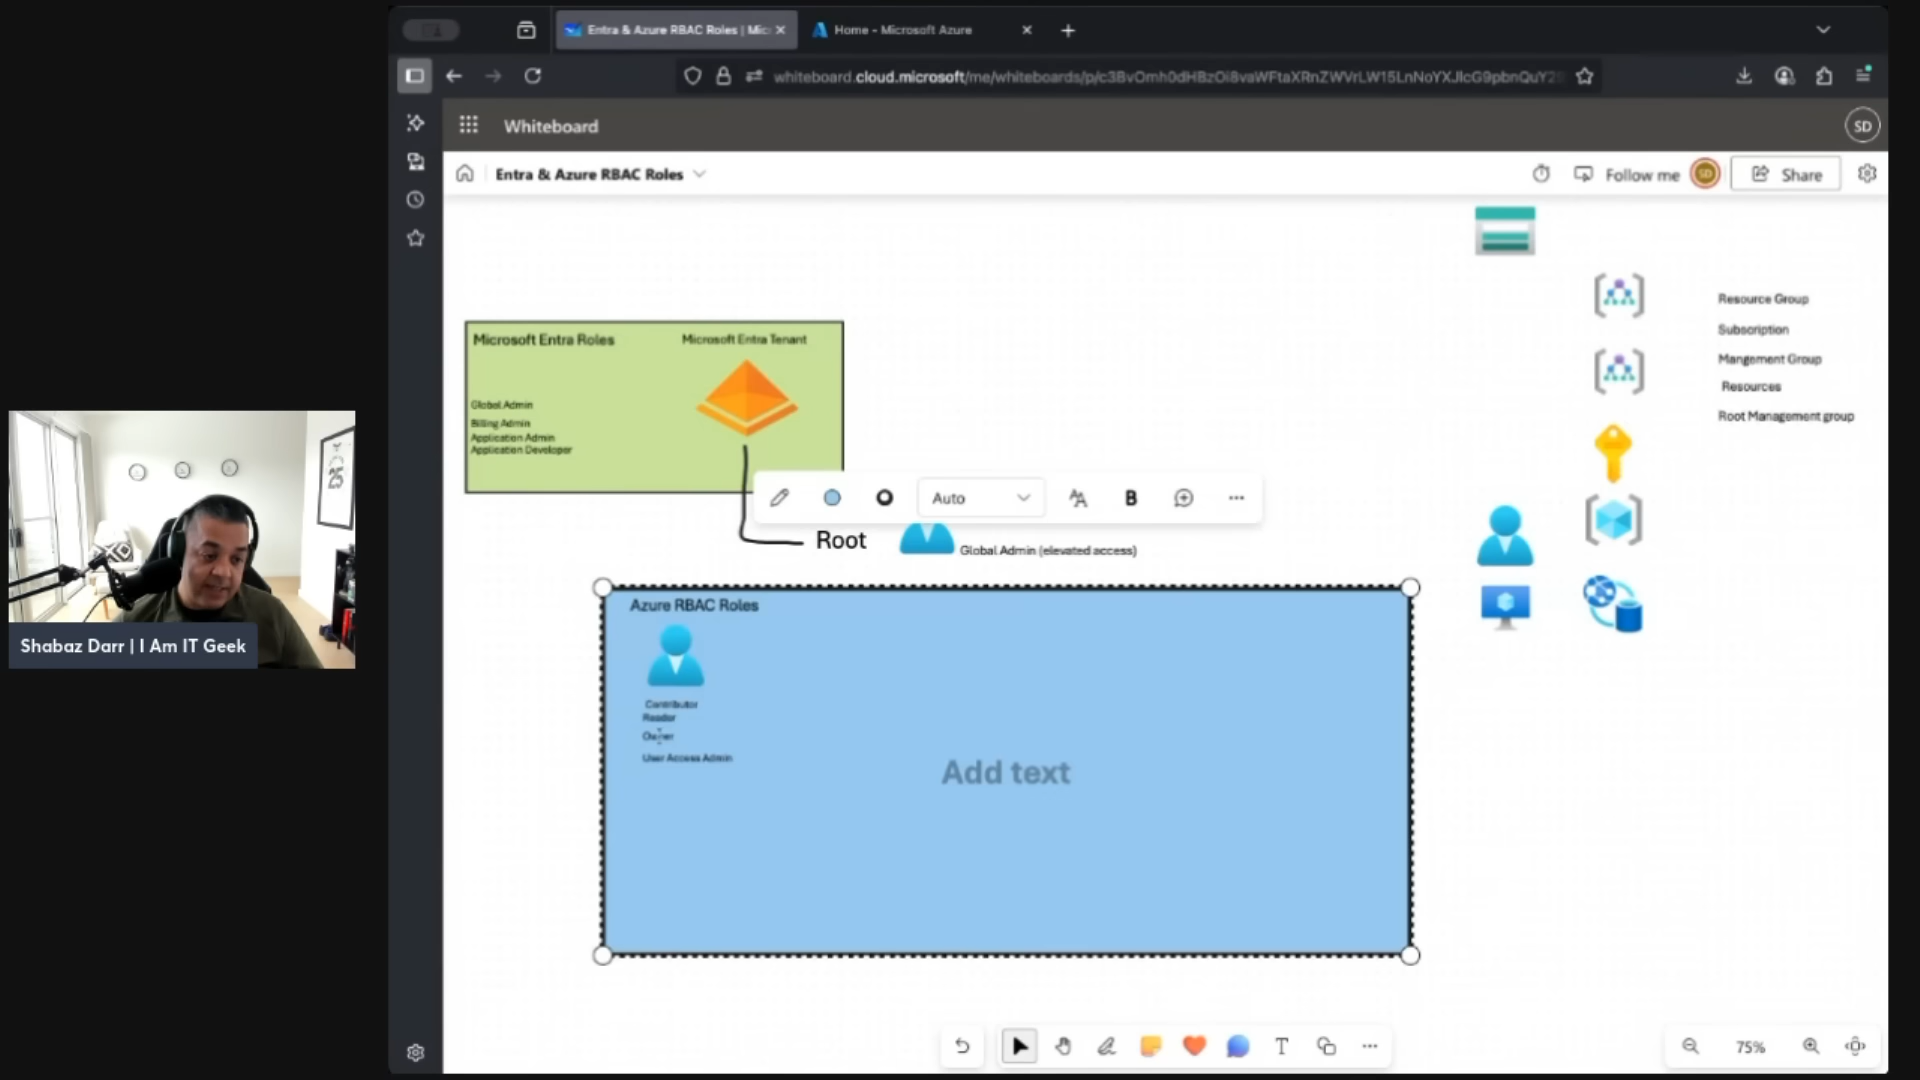 Entra & Azure RBAC Roles | Mic
Home - Microsoft Azure
whiteboard.cloud.microsoft/me/whiteboards/p/
Whiteboard
SD
Entra & Azure RBAC Roles
Follow me
SD
Share
Microsoft Entra Roles
Microsoft Entra Tenant
Global Admin
Billing Admin
Application Admin
Application Developer
Resource Group
Subscription
Mangement Group
Resources
Root Management group
Auto
B
Root
Global Admin (elevated access)
Azure RBAC Roles
Contributor
Reader
Owner
User Access Admin
Add text
25
Shabaz Darr | I Am IT Geek
75%